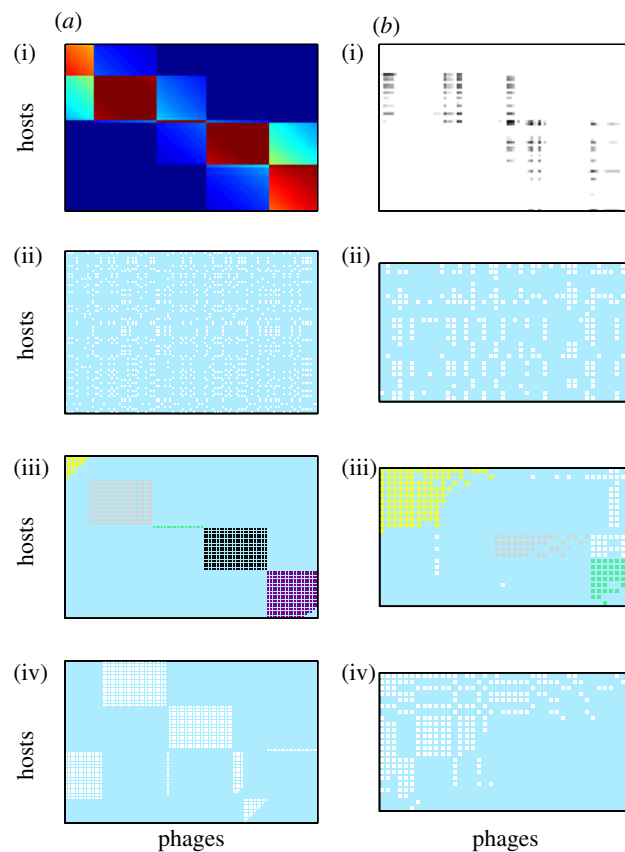 (a) (b)
(i) (i)
hosts
(ii) (ii)
hosts
(iii) (iii)
hosts
(iv) (iv)
hosts
phages phages